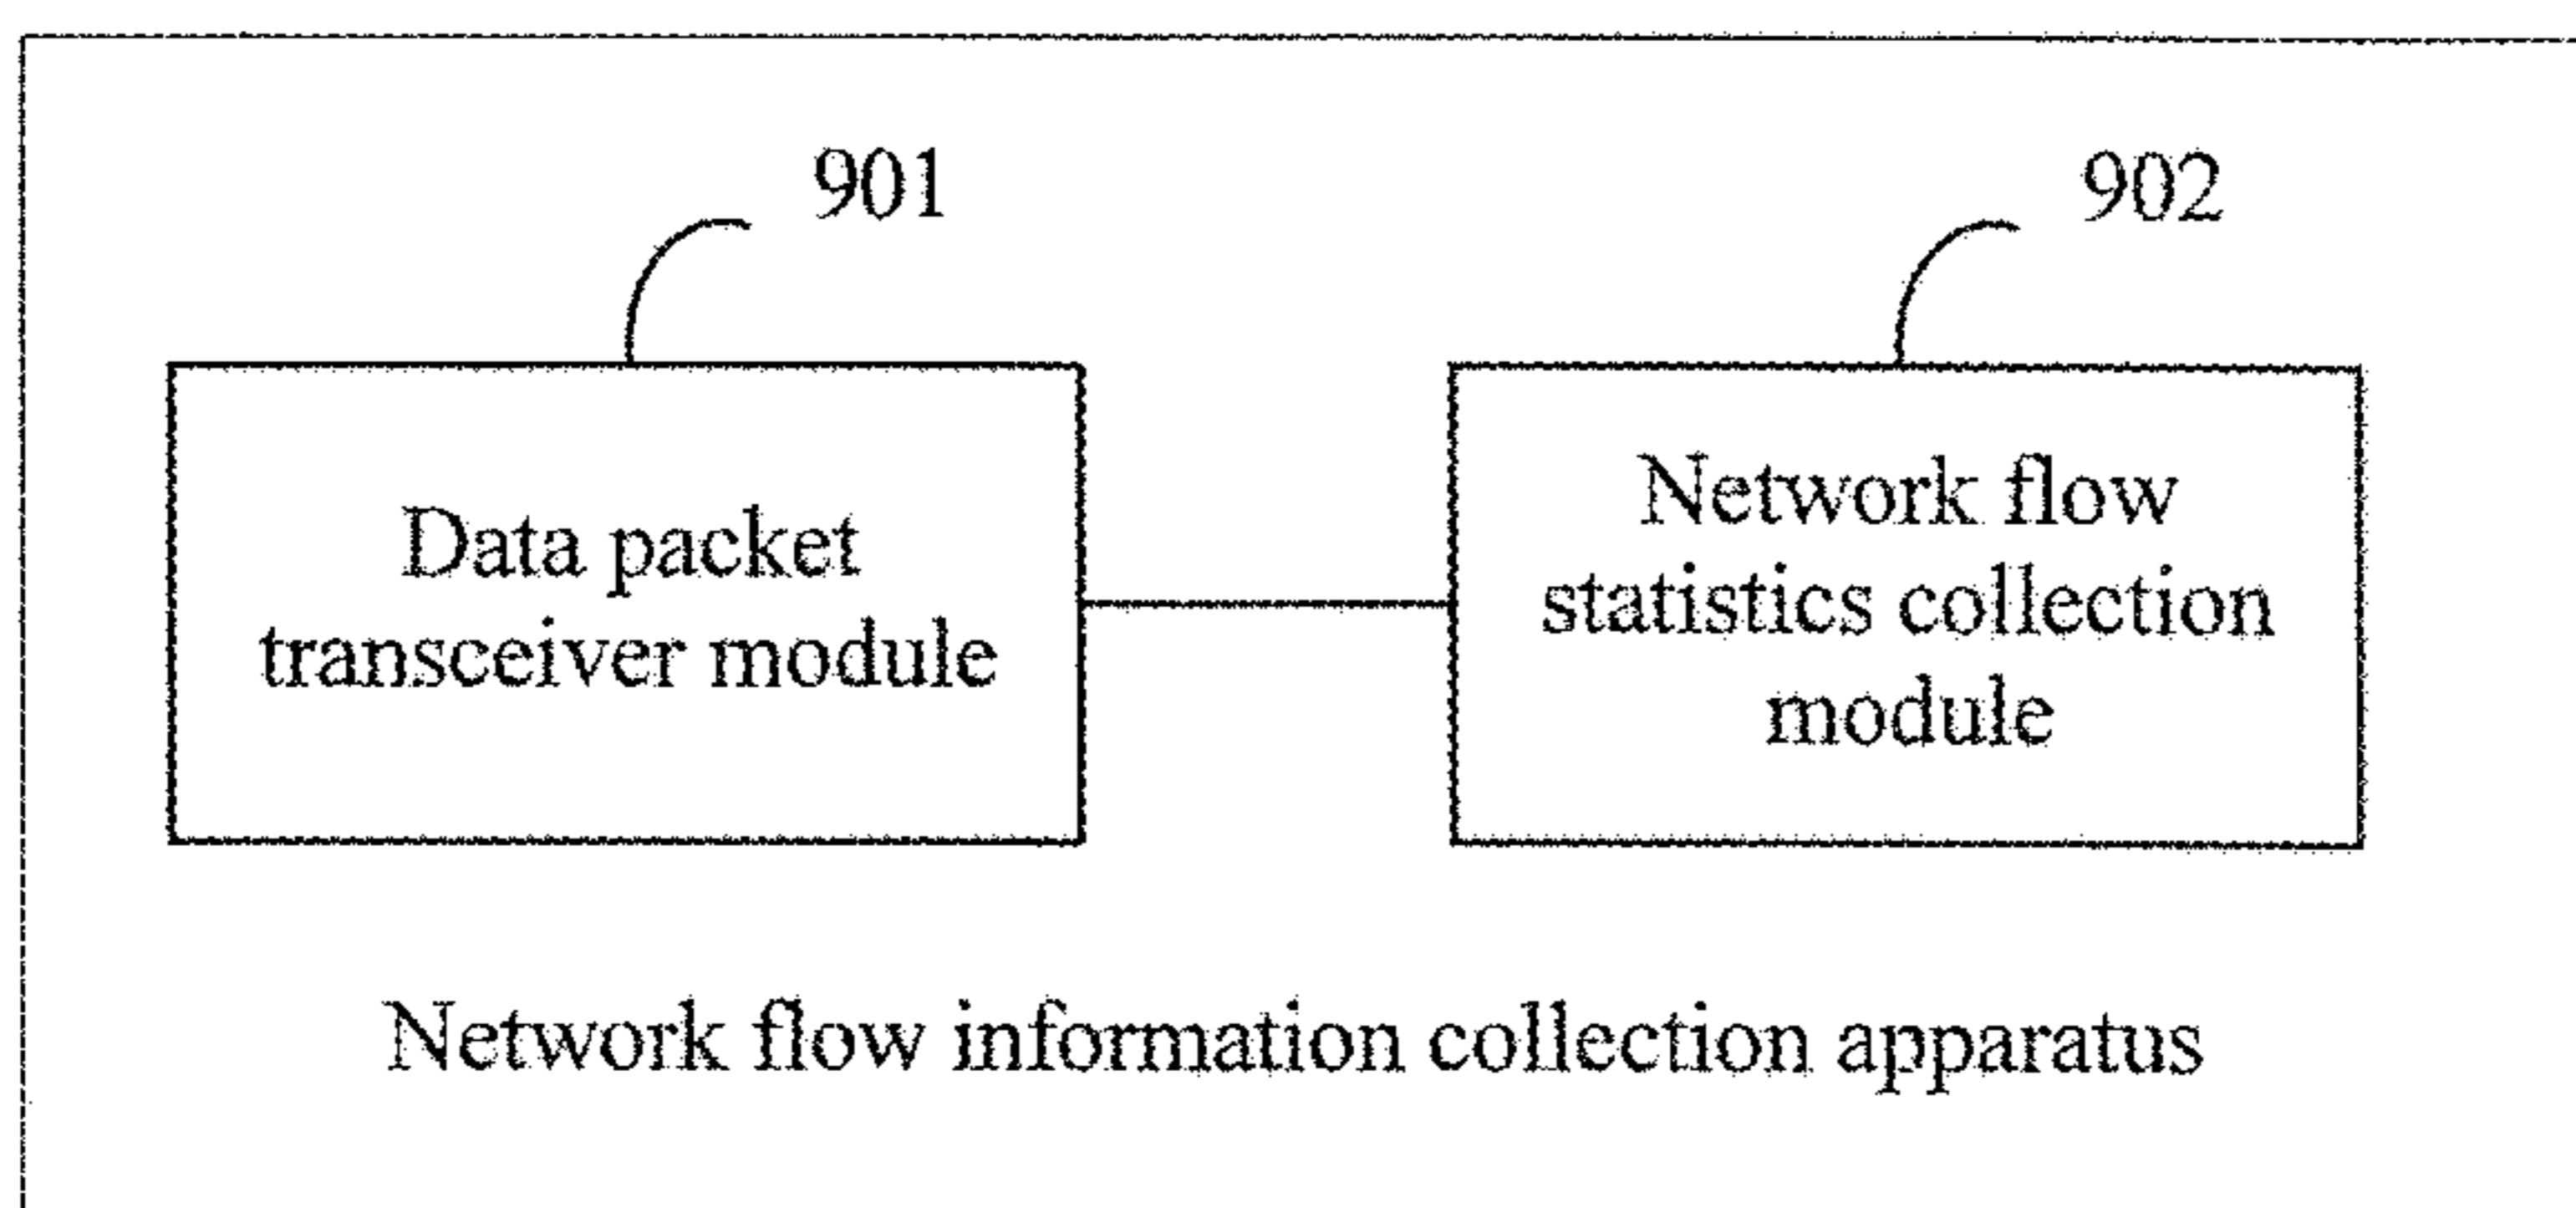 901
902
Data packet
transceiver module
Network flow
statistics collection
module
Network flow information collection apparatus